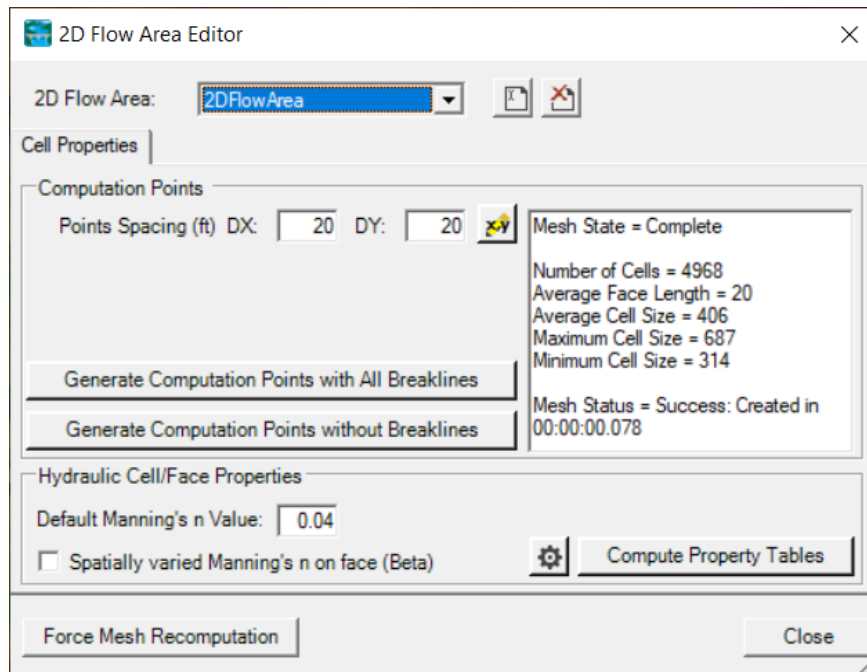 2D Flow Area Editor
2D Flow Area: 2DFlowArea
Cell Properties
Computation Points
Points Spacing (ft) DX: 20 DY: 20
Mesh State = Complete
Number of Cells = 4968
Average Face Length = 20
Average Cell Size = 406
Maximum Cell Size = 687
Minimum Cell Size = 314
Mesh Status = Success: Created in
00:00:00.078
Generate Computation Points with All Breaklines
Generate Computation Points without Breaklines
Hydraulic Cell/Face Properties
Default Manning's n Value: 0.04
Spatially varied Manning's n on face (Beta)
Compute Property Tables
Force Mesh Recomputation
Close